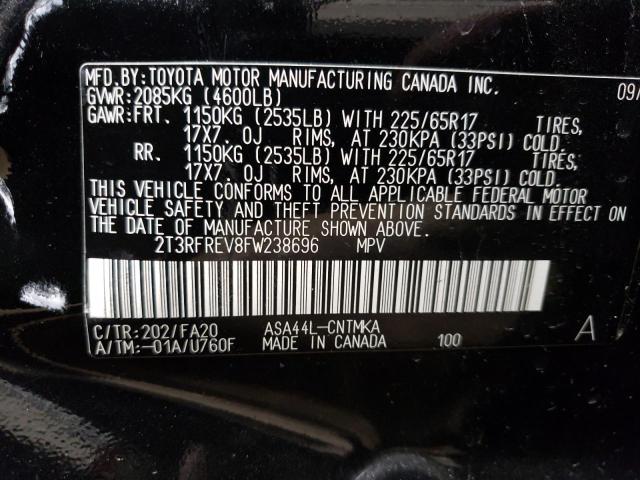 MFD.BY:TOYOTA MOTOR MANUFACTURING CANADA INC. 09/
GVWR:2085KG (4600LB)
GAWR:FRT. 1150KG (2535LB) WITH 225/65R17 TIRES,
17X7. 0J RIMS, AT 230KPA (33PSI) COLD.
RR. 1150KG (2535LB) WITH 225/65R17 TIRES,
17X7. 0J RIMS, AT 230KPA (33PSI) COLD.
THIS VEHICLE CONFORMS TO ALL APPLICABLE FEDERAL MOTOR
VEHICLE SAFETY AND THEFT PREVENTION STANDARDS IN EFFECT ON
THE DATE OF MANUFACTURE SHOWN ABOVE.
2T3RFREV8FW238696 MPV
C/TR:202/FA20 ASA44L-CNTMKA A
A/TM:-01A/U760F MADE IN CANADA 100